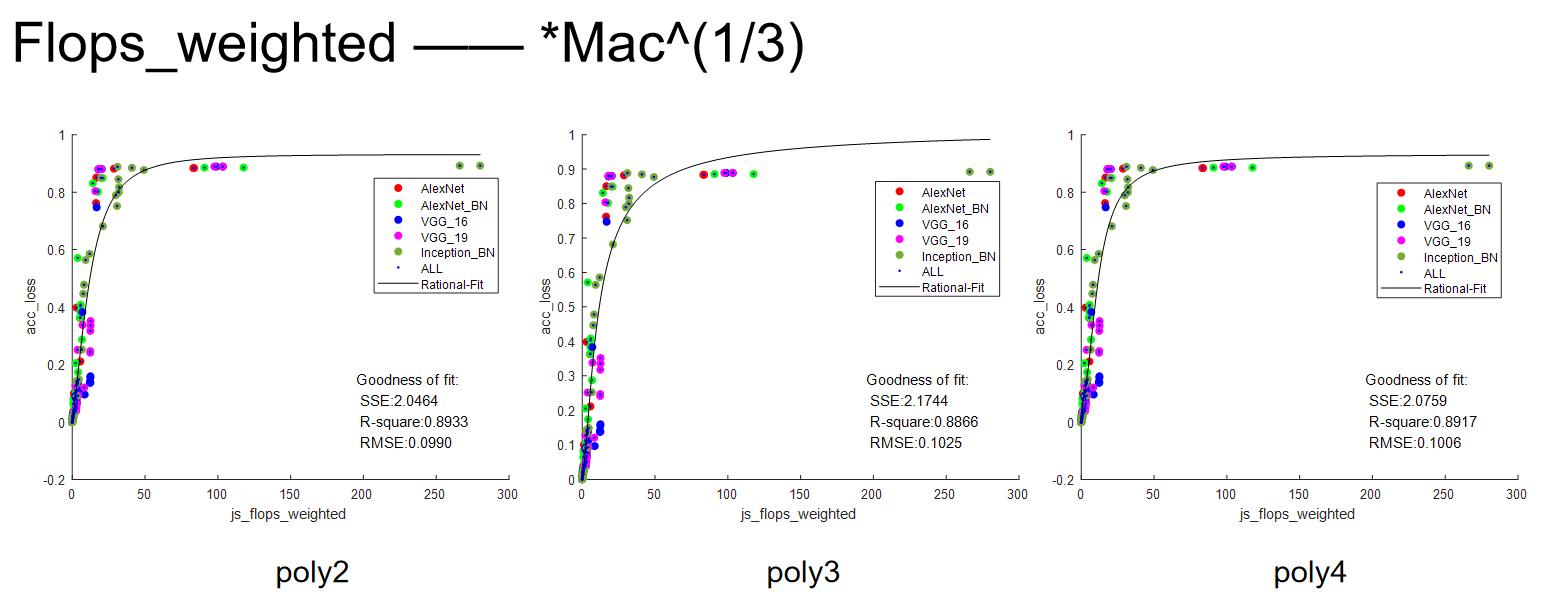 Flops_weighted —— *Mac^(1/3)
1
0.8
0.6
0.4
0.2
0
-0.2
acc_loss
0
50
100
150
200
250
300
js_flops_weighted
AlexNet
AlexNet_BN
VGG_16
VGG_19
Inception_BN
ALL
Rational-Fit
Goodness of fit:
SSE:2.0464
R-square:0.8933
RMSE:0.0990
poly2
1
0.9
0.8
0.7
0.6
0.5
0.4
0.3
0.2
0.1
0
acc_loss
0
50
100
150
200
250
300
js_flops_weighted
AlexNet
AlexNet_BN
VGG_16
VGG_19
Inception_BN
ALL
Rational-Fit
Goodness of fit:
SSE:2.1744
R-square:0.8866
RMSE:0.1025
poly3
1
0.8
0.6
0.4
0.2
0
-0.2
acc_loss
0
50
100
150
200
250
300
js_flops_weighted
AlexNet
AlexNet_BN
VGG_16
VGG_19
Inception_BN
ALL
Rational-Fit
Goodness of fit:
SSE:2.0759
R-square:0.8917
RMSE:0.1006
poly4